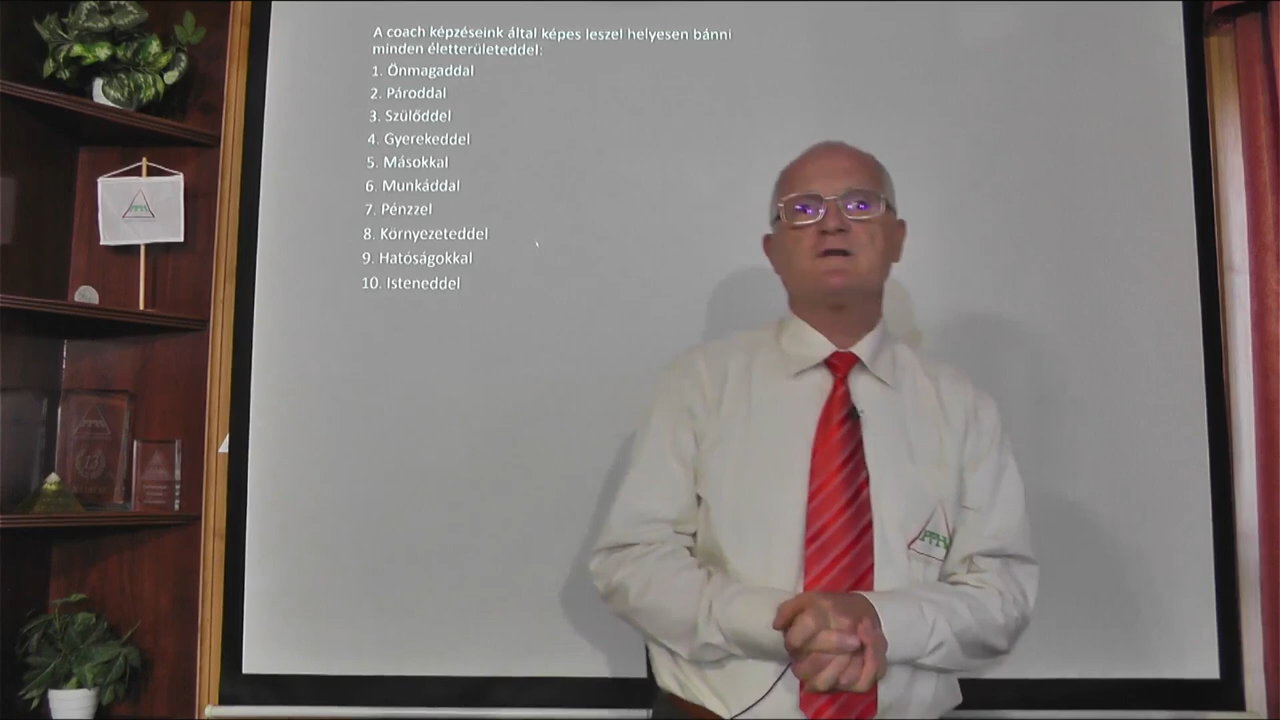 A coach képzéseink által képes leszel helyesen bánni
minden életterületeddel:
1. Önmagaddal
2. Pároddal
3. Szülőddel
4. Gyerekeddel
5. Másokkal
6. Munkáddal
7. Pénzzel
8. Környezeteddel
9. Hatóságokkal
10. Isteneddel
13